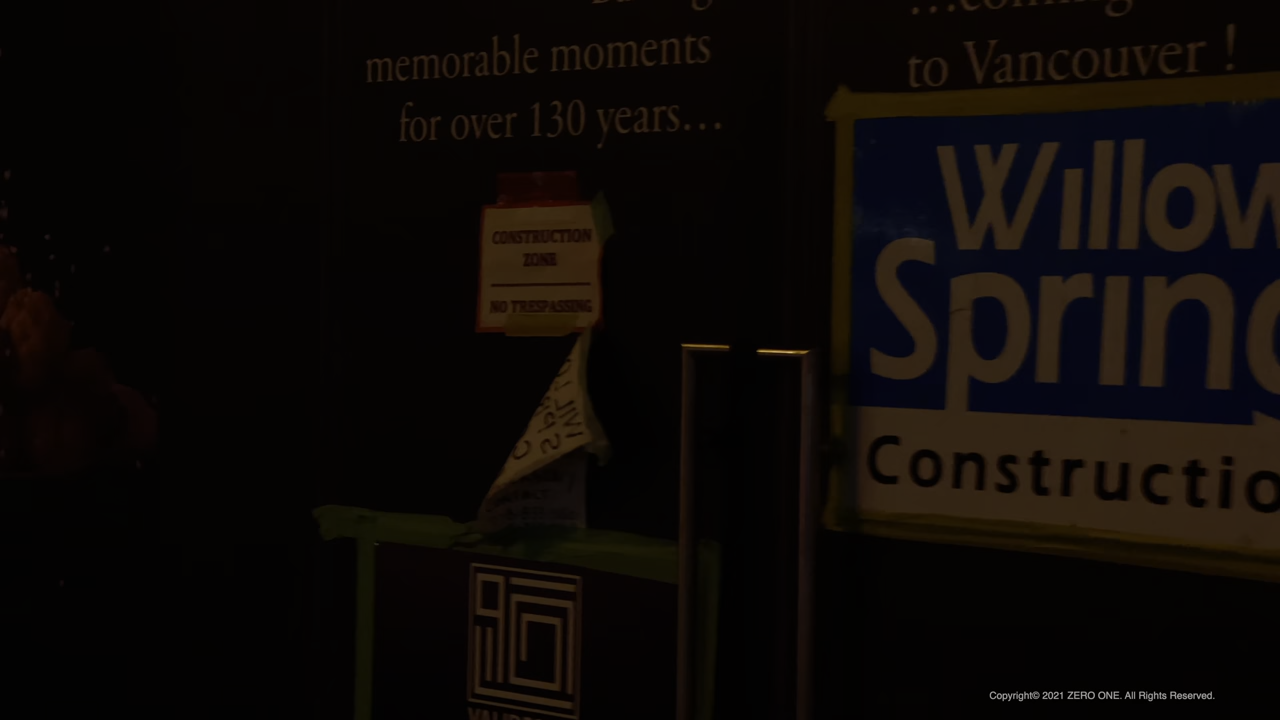 memorable moments
for over 130 years...
...coming
to Vancouver !
CONSTRUCTION
ZONE
NO TRESPASSING
Willow
Spring
Constructio
Copyright© 2021 ZERO ONE. All Rights Reserved.